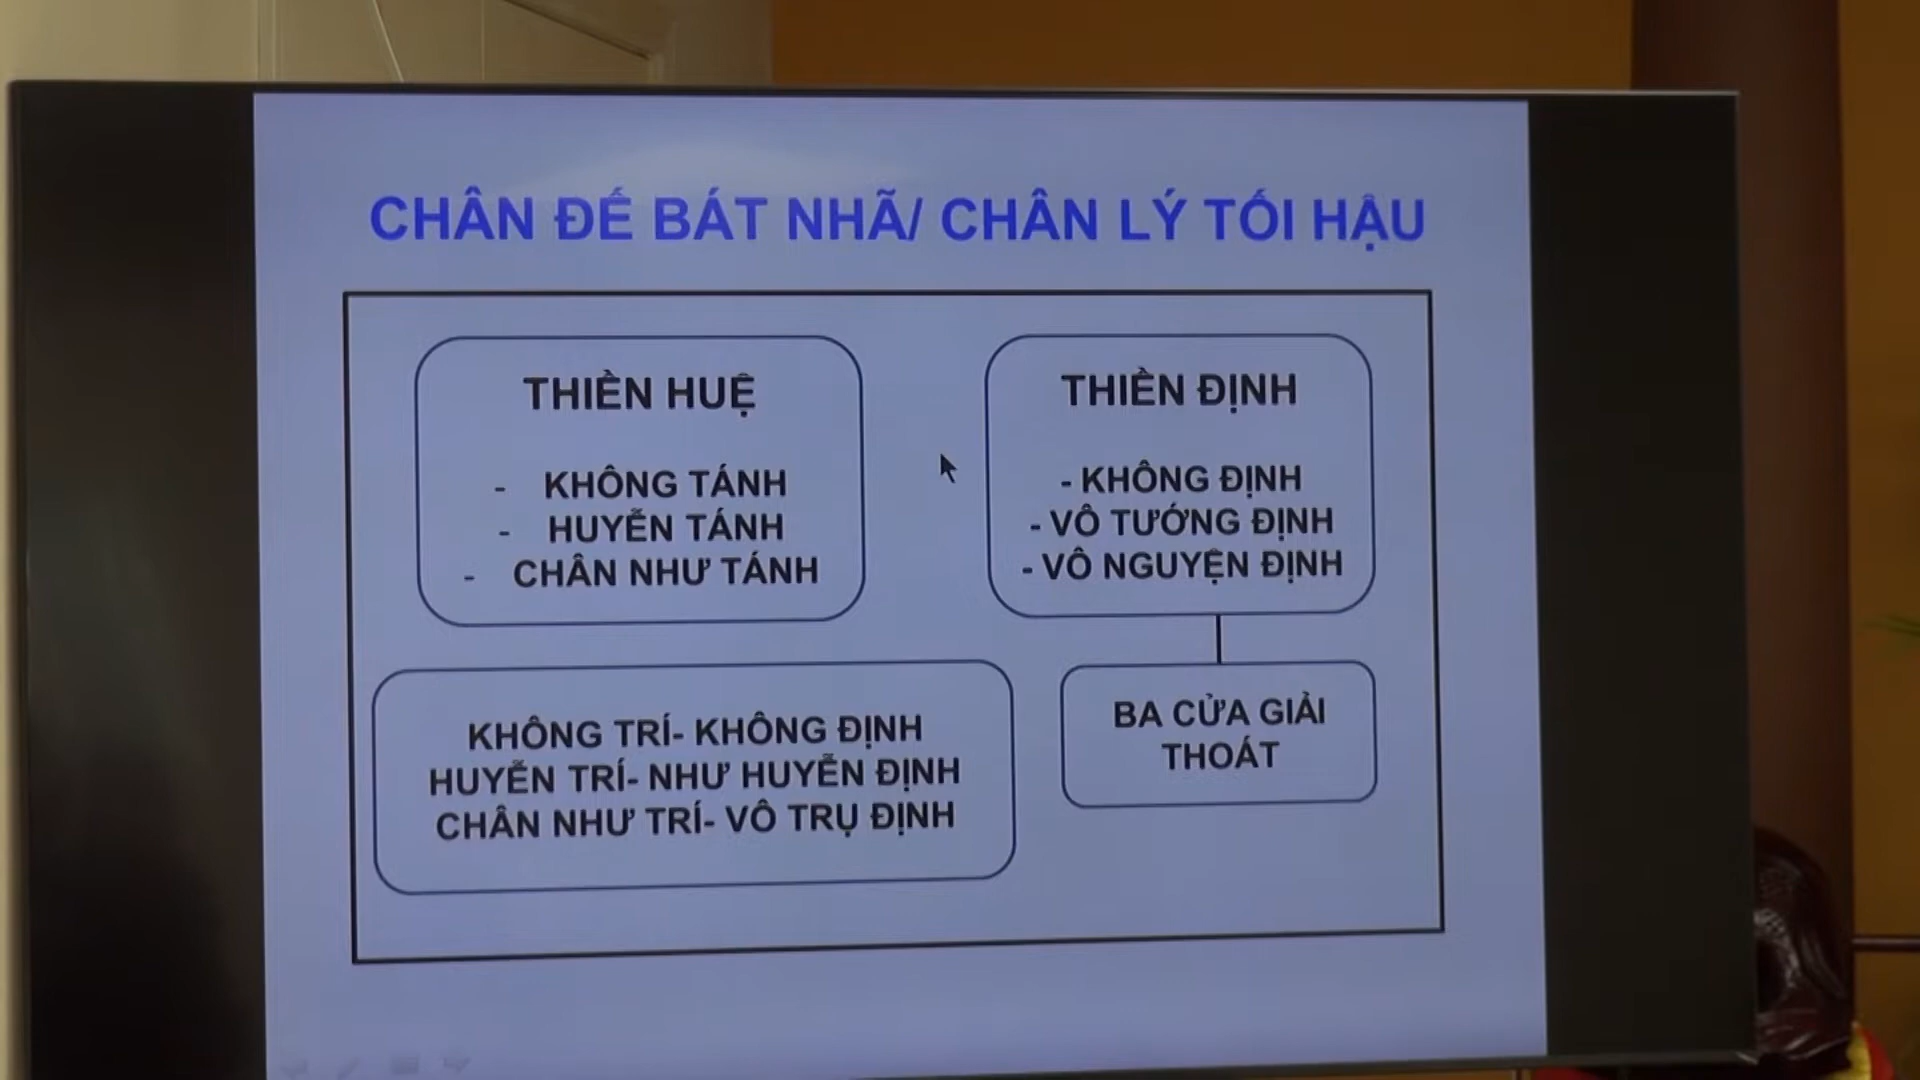 CHÂN ĐẾ BÁT NHÃ/ CHÂN LÝ TỐI HẬU
THIỀN HUỆ
- KHÔNG TÁNH
- HUYỄN TÁNH
- CHÂN NHƯ TÁNH
THIỀN ĐỊNH
- KHÔNG ĐỊNH
- VÔ TƯỚNG ĐỊNH
- VÔ NGUYỆN ĐỊNH
KHÔNG TRÍ- KHÔNG ĐỊNH
HUYỄN TRÍ- NHƯ HUYỄN ĐỊNH
CHÂN NHƯ TRÍ- VÔ TRỤ ĐỊNH
BA CỬA GIẢI
THOÁT